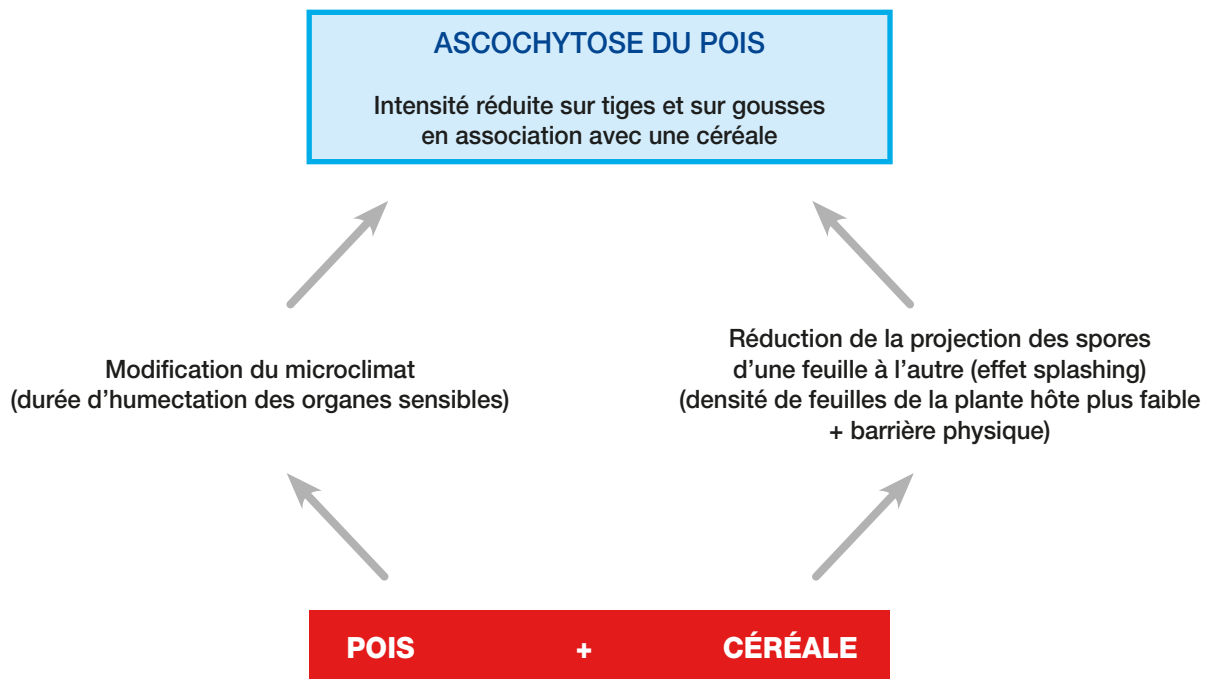 ASCOCHYTOSE DU POIS
Intensité réduite sur tiges et sur gousses
en association avec une céréale
Modification du microclimat
(durée d'humectation des organes sensibles)
Réduction de la projection des spores
d'une feuille à l'autre (effet splashing)
(densité de feuilles de la plante hôte plus faible
+ barrière physique)
POIS + CÉRÉALE